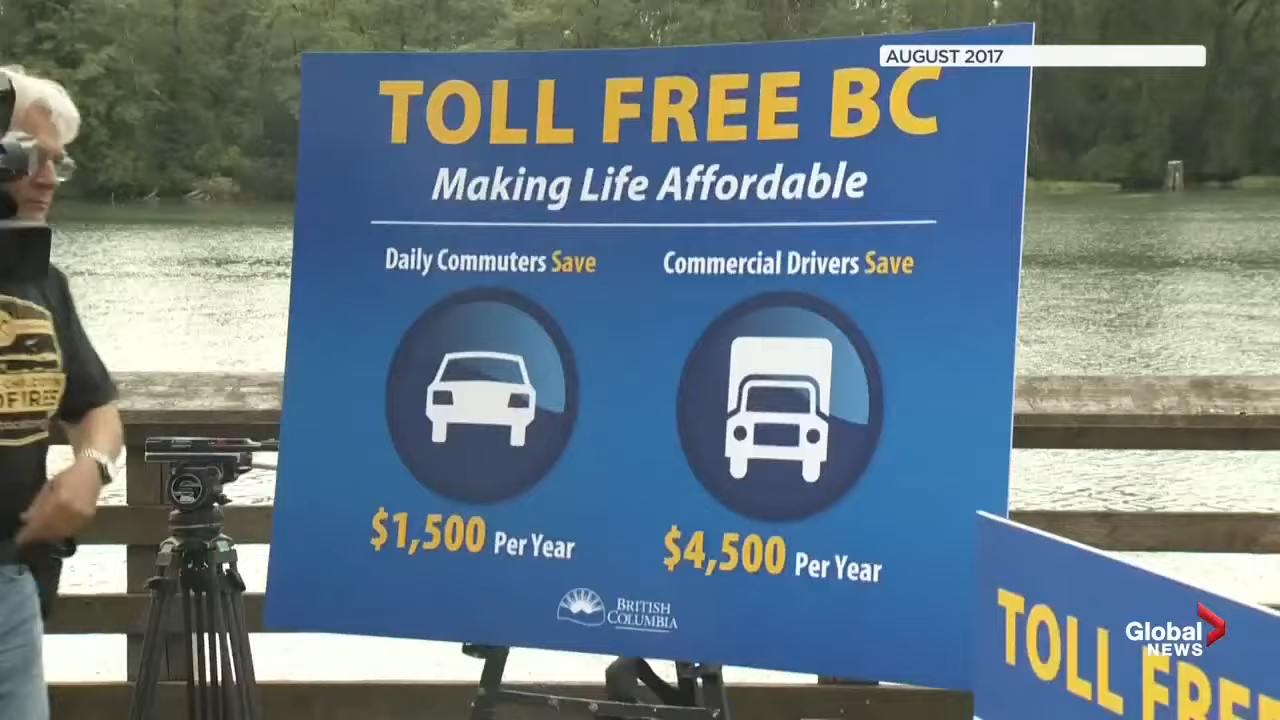 AUGUST 2017
TOLL FREE BC
Making Life Affordable
Daily Commuters Save
Commercial Drivers Save
$1,500 Per Year
$4,500 Per Year
BRITISH
COLUMBIA
TOLL FREE
Global
NEWS